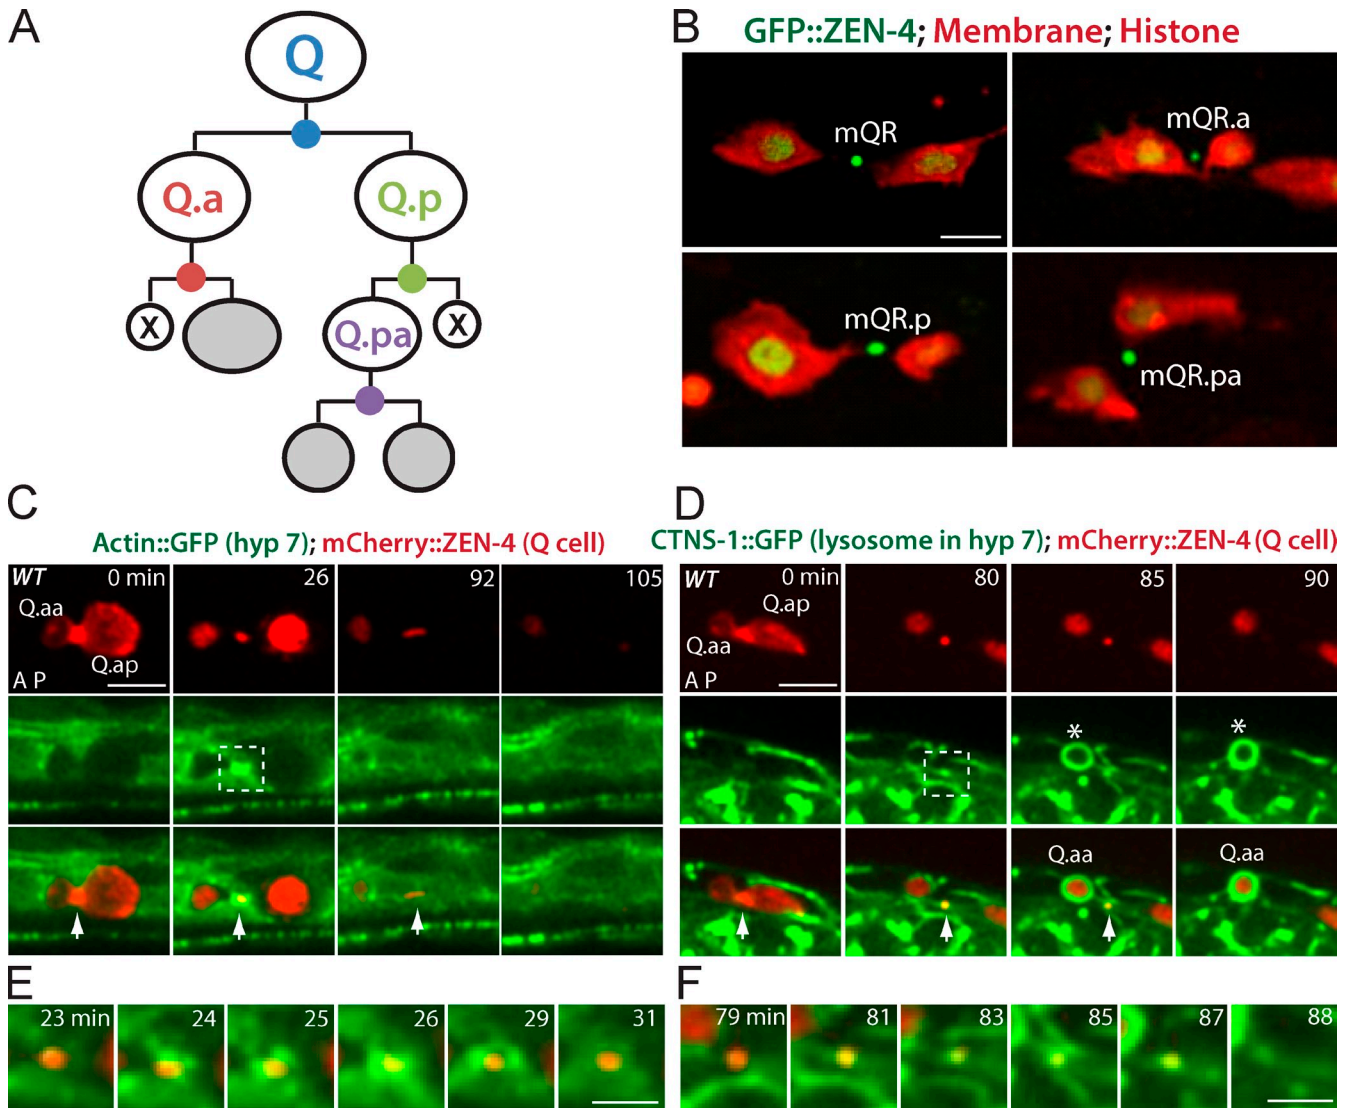 A
Q
Q.a
Q.p
X
Q.pa
X
B
GFP::ZEN-4; Membrane; Histone
mQR
mQR.a
mQR.p
mQR.pa
C
Actin::GFP (hyp 7); mCherry::ZEN-4 (Q cell)
WT 0 min 26 92 105
Q.aa
Q.ap
A P
D
CTNS-1::GFP (lysosome in hyp 7); mCherry::ZEN-4 (Q cell)
WT 0 min 80 85 90
Q.ap
Q.aa
A P
* *
Q.aa Q.aa
E
23 min 24 25 26 29 31
F
79 min 81 83 85 87 88